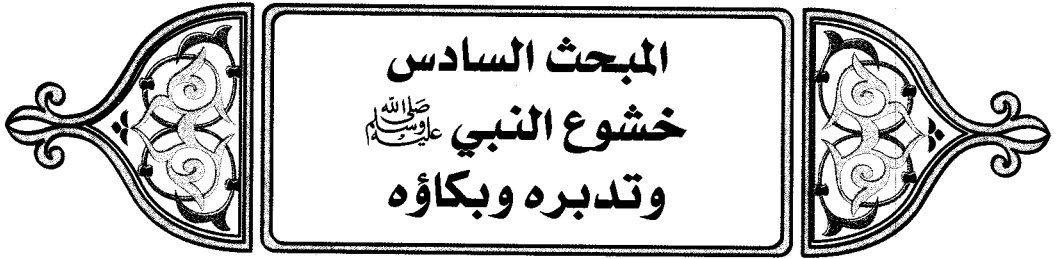 المبحث السادس
خشوع النبي ﷺ
وتدبره وبكاؤه